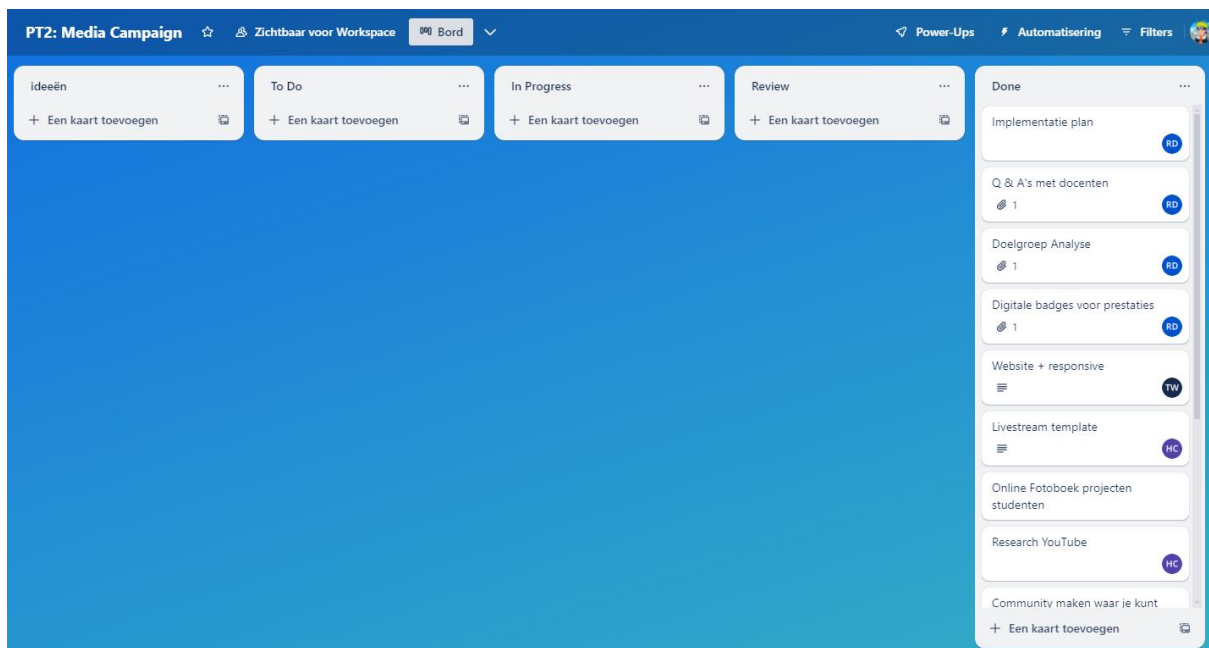 PT2: Media Campaign
Zichtbaar voor Workspace
Bord
Power-Ups
Automatisering
Filters
ideeën
Een kaart toevoegen
To Do
Een kaart toevoegen
In Progress
Een kaart toevoegen
Review
Een kaart toevoegen
Done
Implementatie plan
RD
Q & A's met docenten
1
RD
Doelgroep Analyse
1
RD
Digitale badges voor prestaties
1
RD
Website + responsive
TW
Livestream template
HC
Online Fotoboek projecten
studenten
Research YouTube
HC
Community maken waar je kunt
Een kaart toevoegen